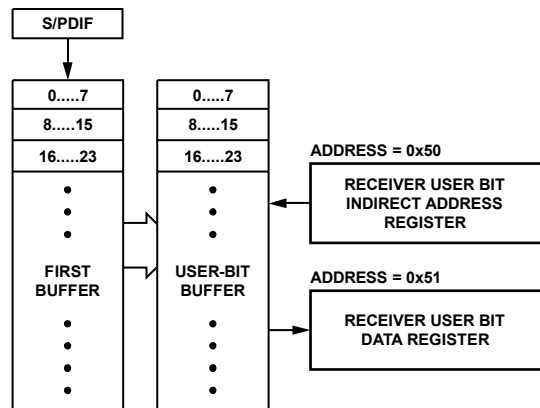 S/PDIF
0.....7
8.....15
16.....23
FIRST
BUFFER
0.....7
8.....15
16.....23
USER-BIT
BUFFER
ADDRESS = 0x50
RECEIVER USER BIT
INDIRECT ADDRESS
REGISTER
ADDRESS = 0x51
RECEIVER USER BIT
DATA REGISTER